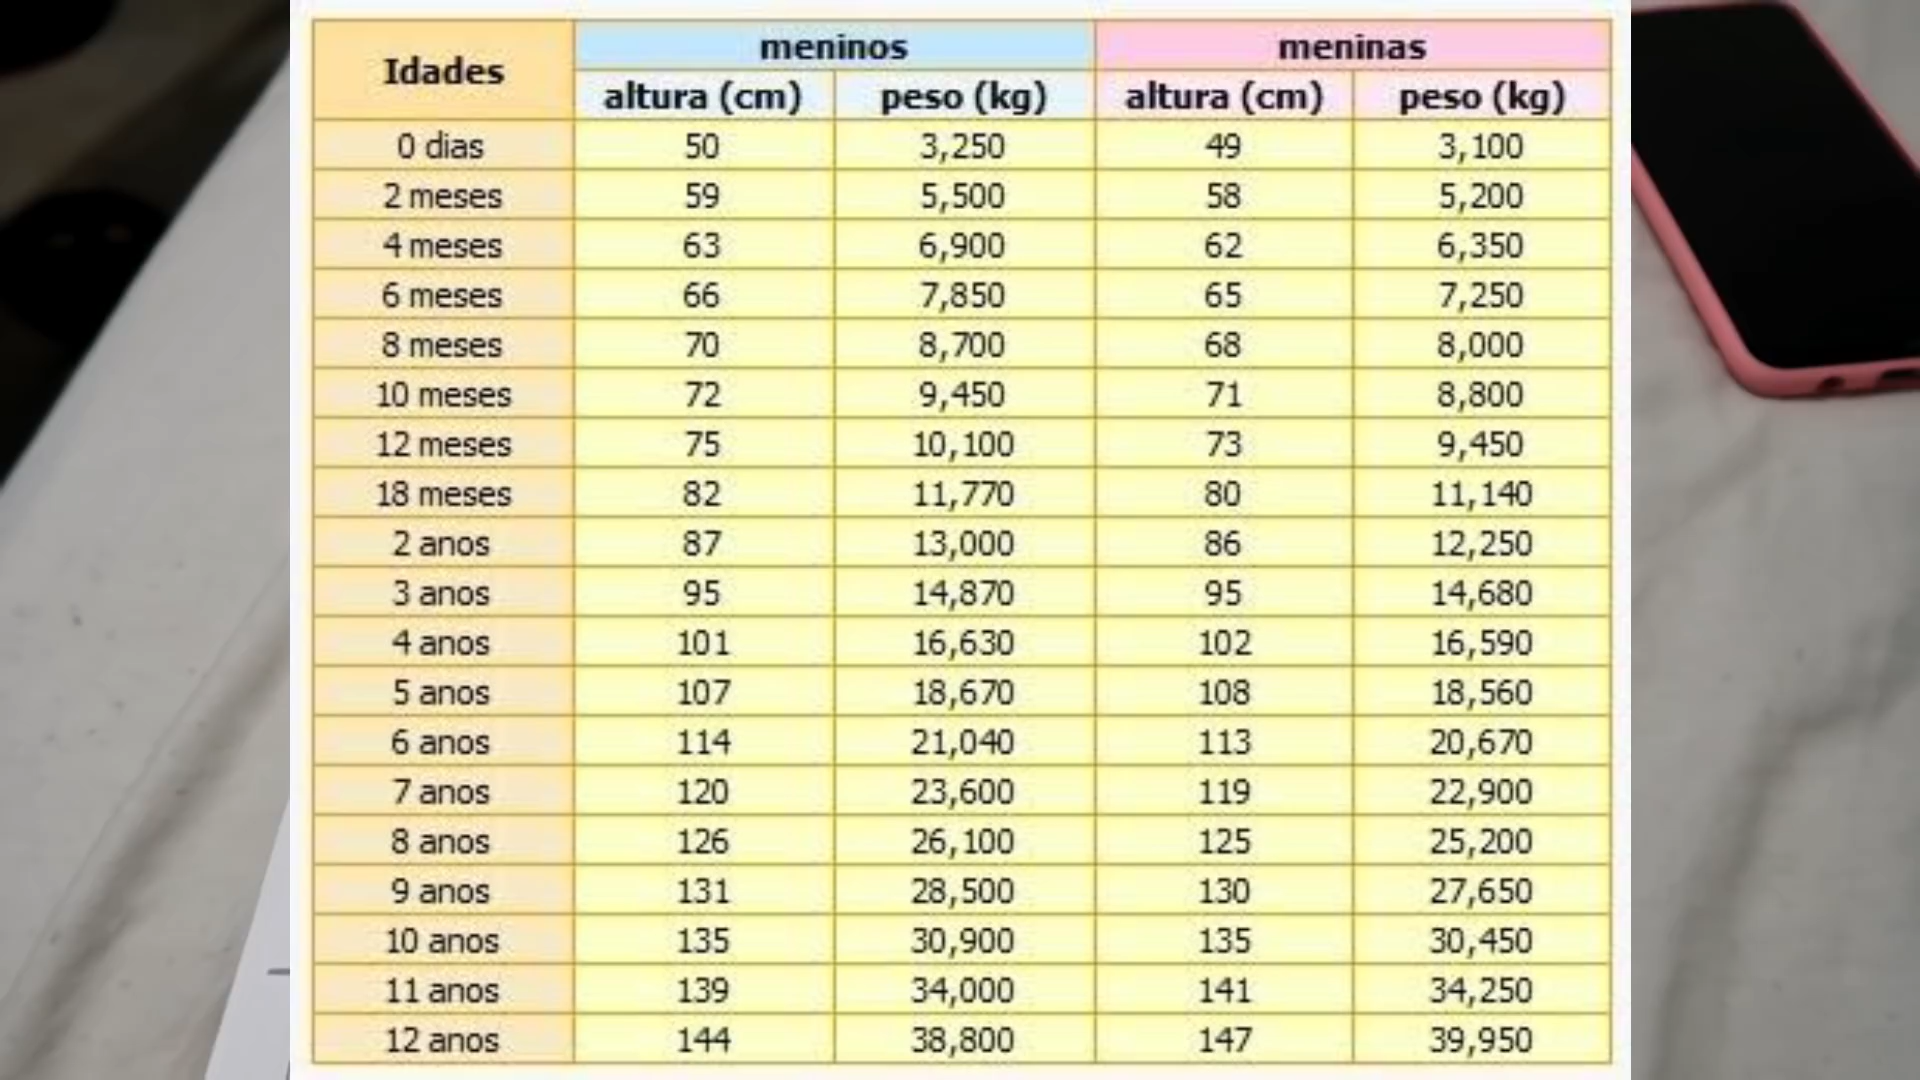 Idades meninos meninas
altura (cm) peso (kg) altura (cm) peso (kg)
0 dias 50 3,250 49 3,100
2 meses 59 5,500 58 5,200
4 meses 63 6,900 62 6,350
6 meses 66 7,850 65 7,250
8 meses 70 8,700 68 8,000
10 meses 72 9,450 71 8,800
12 meses 75 10,100 73 9,450
18 meses 82 11,770 80 11,140
2 anos 87 13,000 86 12,250
3 anos 95 14,870 95 14,680
4 anos 101 16,630 102 16,590
5 anos 107 18,670 108 18,560
6 anos 114 21,040 113 20,670
7 anos 120 23,600 119 22,900
8 anos 126 26,100 125 25,200
9 anos 131 28,500 130 27,650
10 anos 135 30,900 135 30,450
11 anos 139 34,000 141 34,250
12 anos 144 38,800 147 39,950